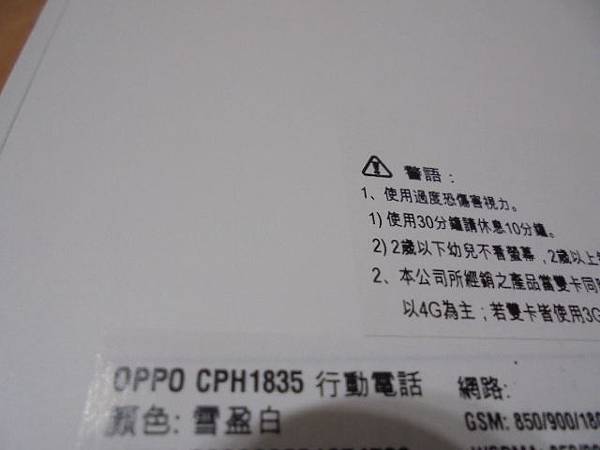 警語：
1、使用過度恐傷害視力。
1) 使用30分鐘請休息10分鐘。
2) 2歲以下幼兒不看螢幕，2歲以上
2、本公司所經銷之產品當雙卡同
以4G為主；若雙卡皆使用3G
OPPO CPH1835 行動電話 網路:
顏色: 雪盈白 GSM: 850/900/180